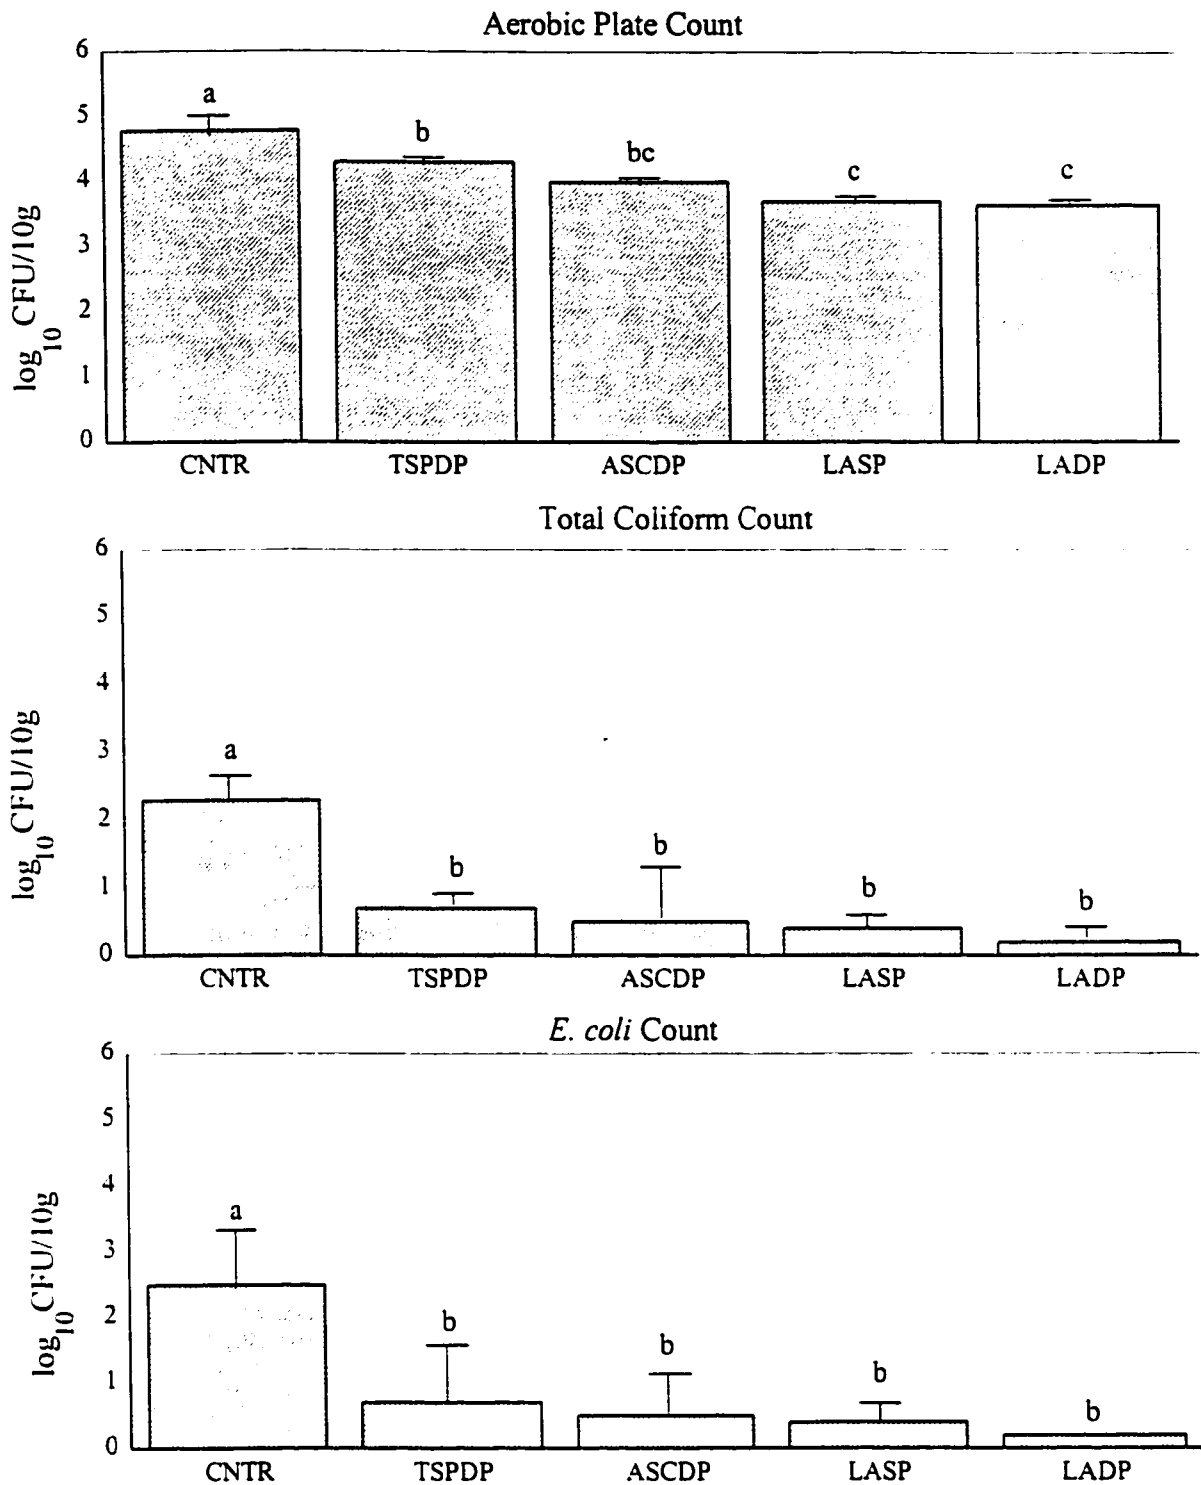 Aerobic Plate Count
6
5
4
3
2
1
0
log10 CFU/10g
a
b
bc
c
c
CNTR
TSPDP
ASCDP
LASP
LADP
Total Coliform Count
6
5
4
3
2
1
0
log10 CFU/10g
a
b
b
b
b
CNTR
TSPDP
ASCDP
LASP
LADP
E. coli Count
6
5
4
3
2
1
0
log10 CFU/10g
a
b
b
b
b
CNTR
TSPDP
ASCDP
LASP
LADP